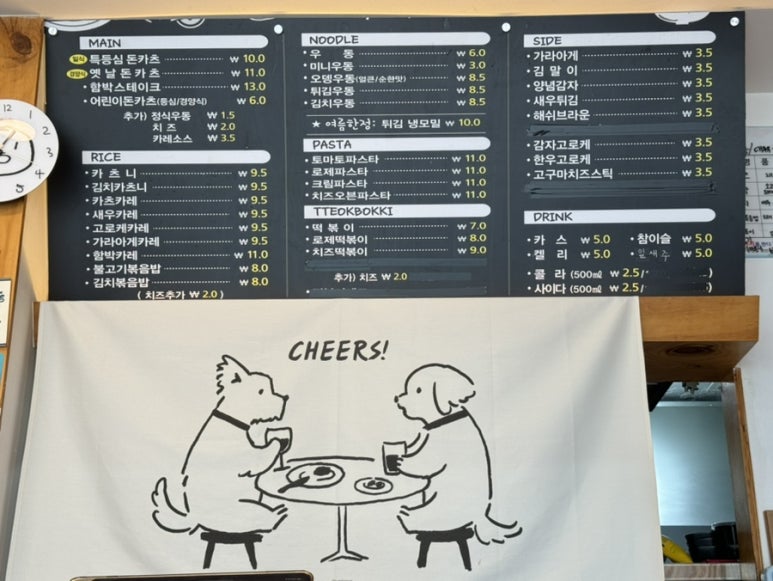 MAIN
일식 특등심 돈카츠 ₩ 10.0
경양식 옛날돈카츠 ₩ 11.0
• 함박스테이크 ₩ 13.0
• 어린이돈카츠(등심/경양식) ₩ 6.0
추가) 정식우동 ₩ 1.5
치즈 ₩ 2.0
카레소스 ₩ 3.5
RICE
• 카츠니 ₩ 9.5
• 김치카츠니 ₩ 9.5
• 카츠카레 ₩ 9.5
• 새우카레 ₩ 9.5
• 고로케카레 ₩ 9.5
• 가라아게카레 ₩ 9.5
• 함박카레 ₩ 11.0
• 불고기볶음밥 ₩ 8.0
• 김치볶음밥 ₩ 8.0
( 치즈추가 ₩ 2.0 )
NOODLE
• 우동 ₩ 6.0
• 미니우동 ₩ 3.0
• 오뎅우동(얼큰/순한맛) ₩ 8.5
• 튀김우동 ₩ 8.5
• 김치우동 ₩ 8.5
★ 여름한정: 튀김 냉모밀 ₩ 10.0
PASTA
• 토마토파스타 ₩ 11.0
• 로제파스타 ₩ 11.0
• 크림파스타 ₩ 11.0
• 치즈오븐파스타 ₩ 11.0
TTEOKBOKKI
• 떡볶이 ₩ 7.0
• 로제떡볶이 ₩ 8.0
• 치즈떡볶이 ₩ 9.0
추가) 치즈 ₩ 2.0
SIDE
• 가라아게 ₩ 3.5
• 김말이 ₩ 3.5
• 양념감자 ₩ 3.5
• 새우튀김 ₩ 3.5
• 해쉬브라운 ₩ 3.5
• 감자고로케 ₩ 3.5
• 한우고로케 ₩ 3.5
• 고구마치즈스틱 ₩ 3.5
DRINK
• 카스 ₩ 5.0 • 참이슬 ₩ 5.0
• 켈리 ₩ 5.0 잎새주 ₩ 5.0
• 콜라 (500㎖) ₩ 2.5
• 사이다 (500㎖) ₩ 2.5
12
1
2
3
4
5
CHEERS!